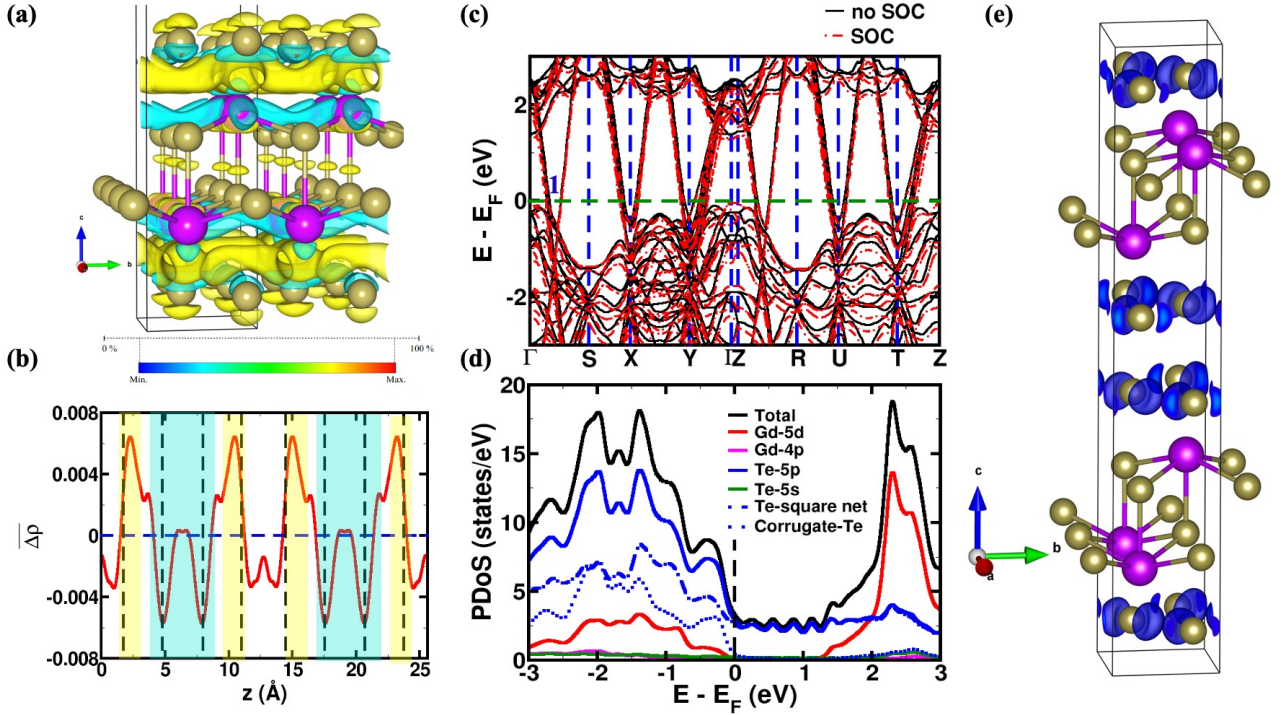 (a)
c
b
0 %
100 %
Min.
Max.
(b)
0.008
0.004
0
-0.004
-0.008
Δρ
0 5 10 15 20 25
z (Å)
(c)
no SOC
SOC
E - E_F (eV)
2
0
-2
1
Γ S X Y Γ Z R U T Z
(d)
PDoS (states/eV)
20
15
10
5
0
Total
Gd-5d
Gd-4p
Te-5p
Te-5s
Te-square net
Corrugate-Te
-3 -2 -1 0 1 2 3
E - E_F (eV)
(e)
c
b
a